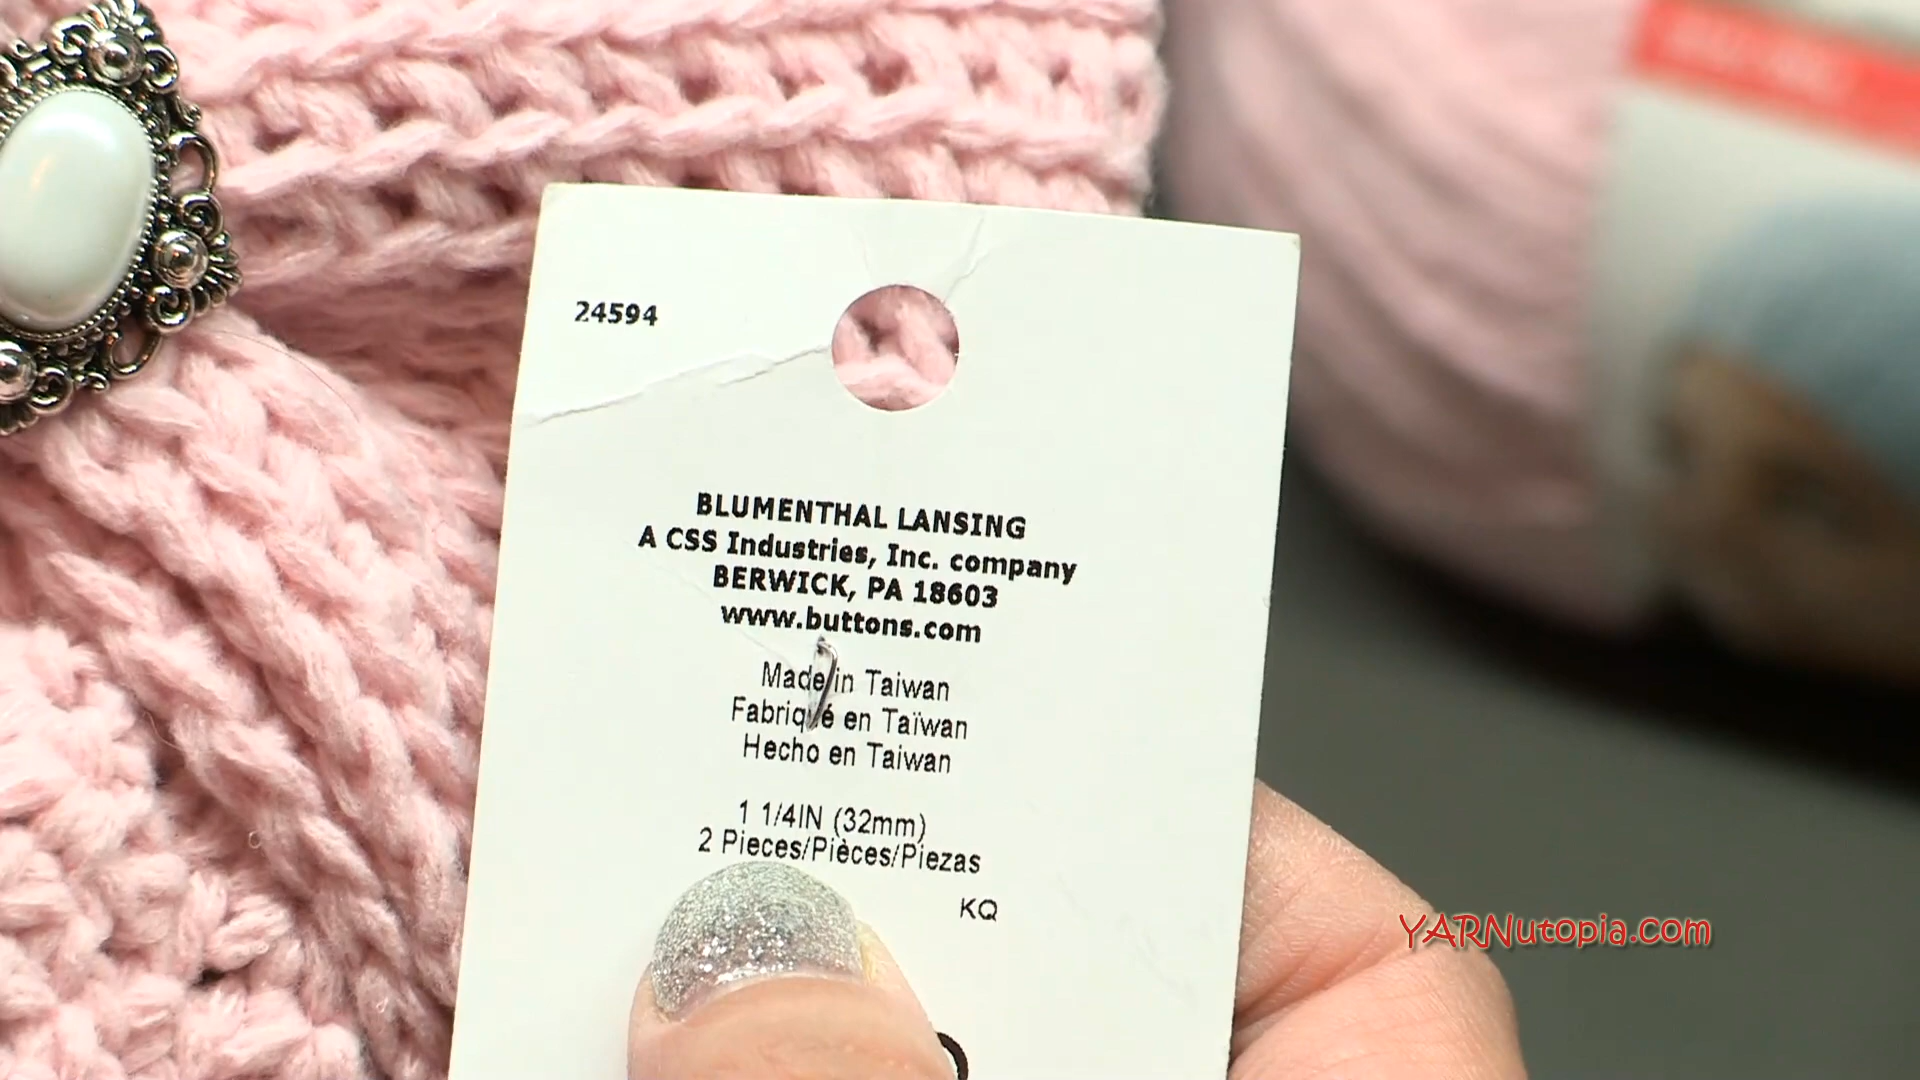 24594
BLUMENTHAL LANSING
A CSS Industries, Inc. company
BERWICK, PA 18603
www.buttons.com
Made in Taiwan
Fabriqué en Taïwan
Hecho en Taiwan
1 1/4IN (32mm)
2 Pieces/Pièces/Piezas
KQ
YARNutopia.com